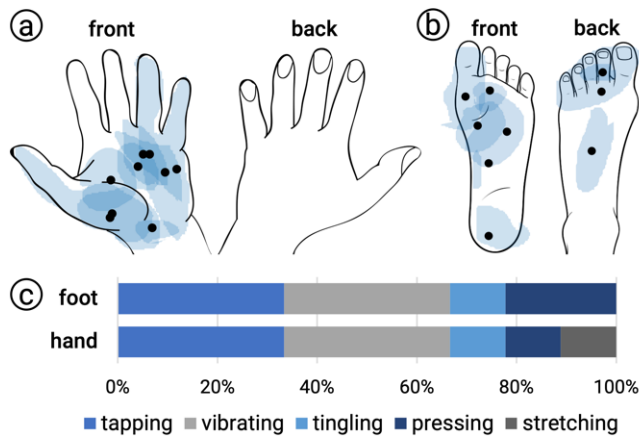 a front back
b front back
c
foot
hand
0% 20% 40% 60% 80% 100%
tapping vibrating tingling pressing stretching